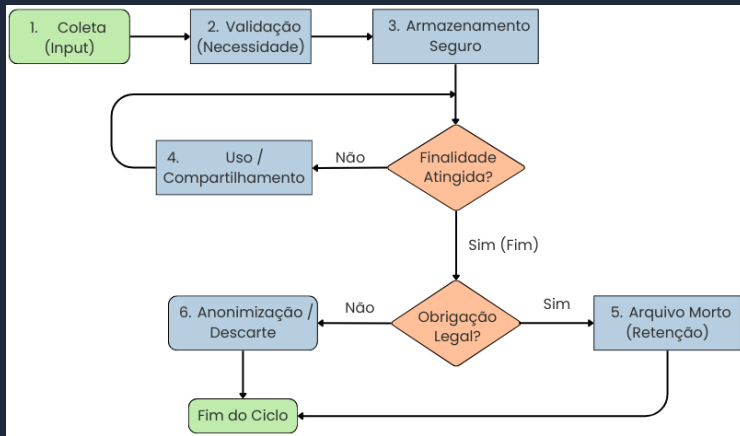 1. Coleta
(Input)
2. Validação
(Necessidade)
3. Armazenamento
Seguro
4. Uso /
Compartilhamento
Não
Finalidade
Atingida?
Sim (Fim)
6. Anonimização /
Descarte
Não
Obrigação
Legal?
Sim
5. Arquivo Morto
(Retenção)
Fim do Ciclo